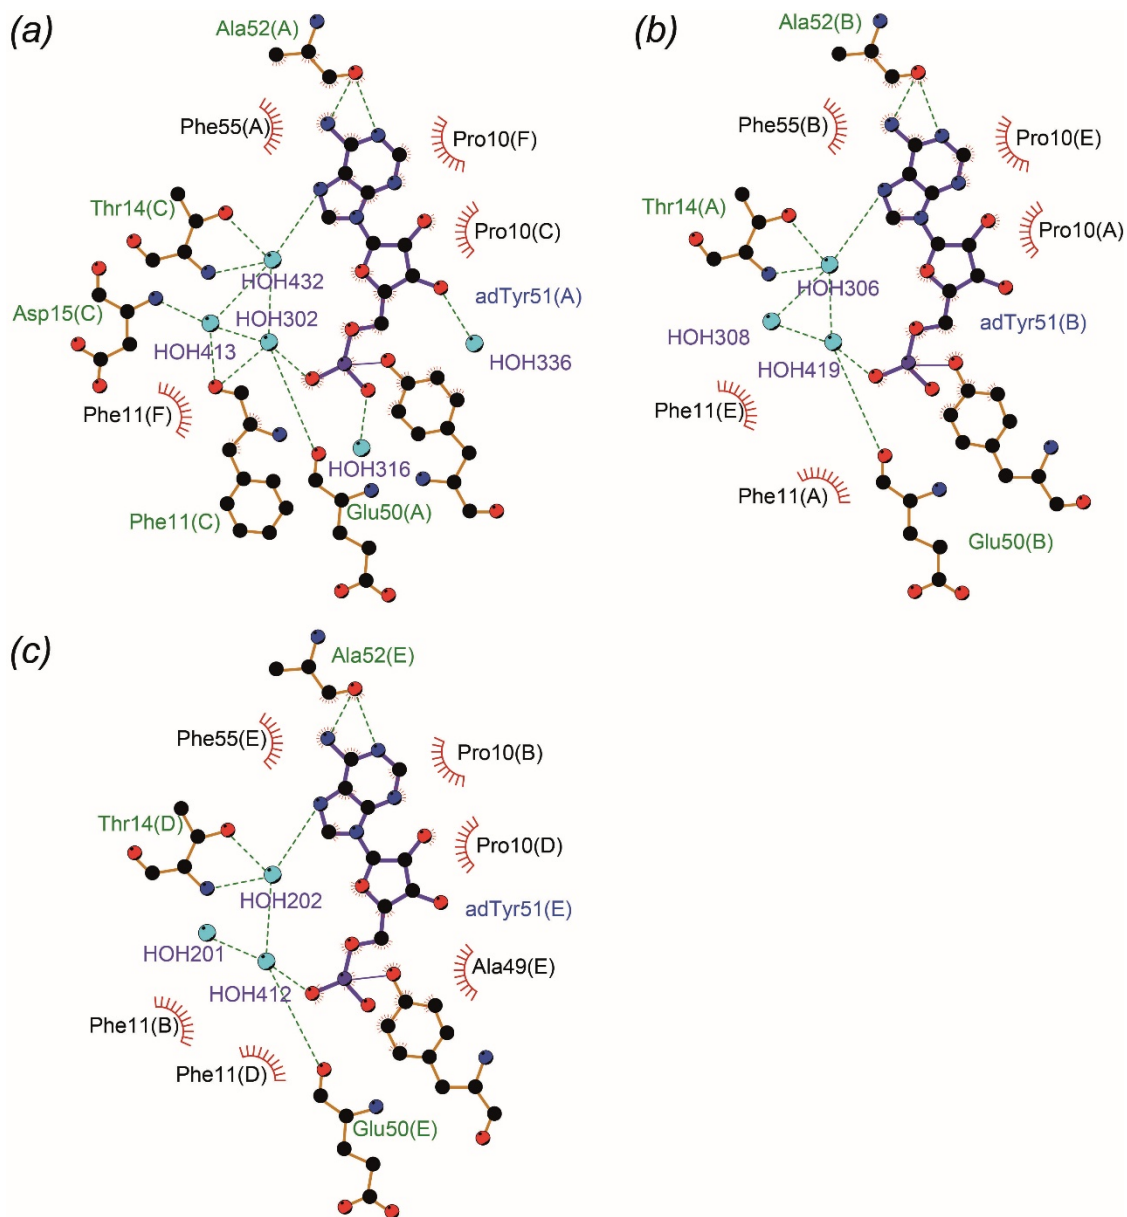 (a)
Ala52(A)
Phe55(A)
Pro10(F)
Thr14(C)
Pro10(C)
HOH432
Asp15(C)
HOH302
adTyr51(A)
HOH413
HOH336
Phe11(F)
HOH316
Phe11(C)
Glu50(A)
(b)
Ala52(B)
Phe55(B)
Pro10(E)
Thr14(A)
Pro10(A)
HOH306
adTyr51(B)
HOH308
HOH419
Phe11(E)
Phe11(A)
Glu50(B)
(c)
Ala52(E)
Phe55(E)
Pro10(B)
Thr14(D)
Pro10(D)
HOH202
adTyr51(E)
HOH201
HOH412
Ala49(E)
Phe11(B)
Phe11(D)
Glu50(E)